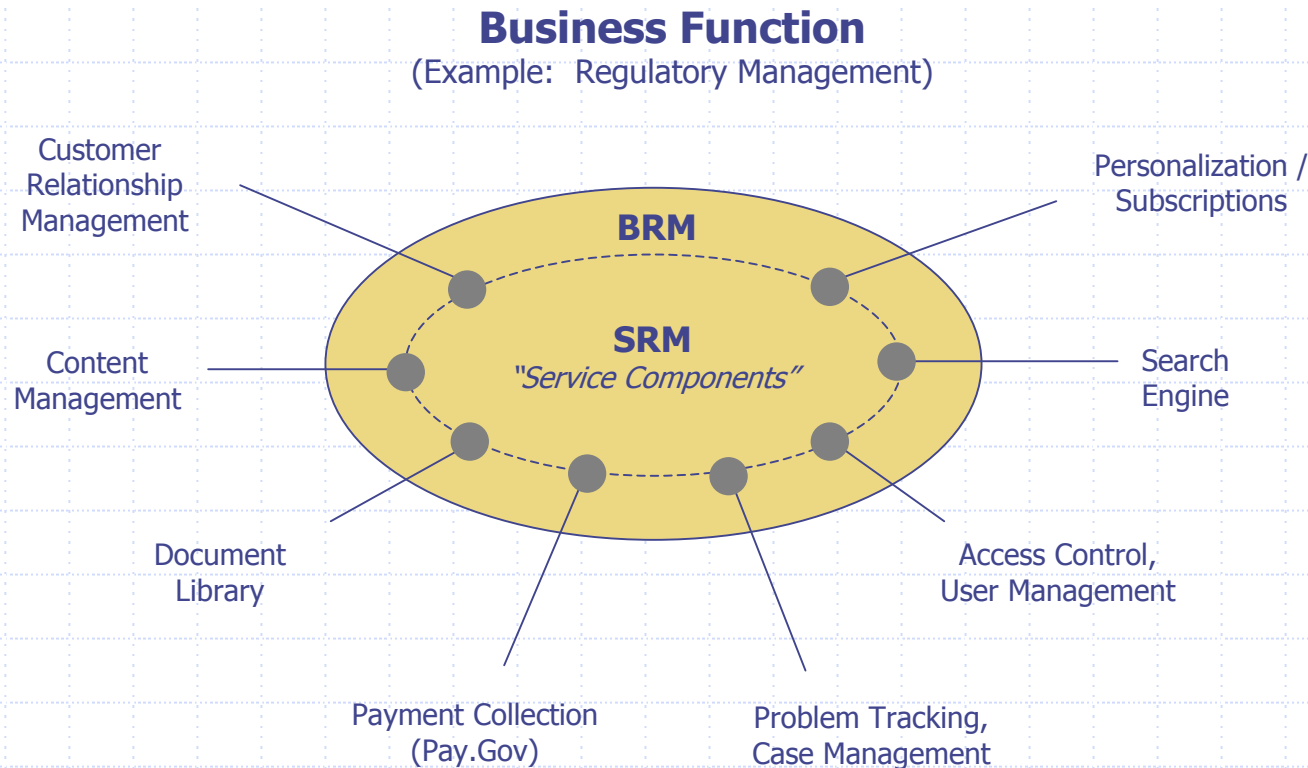 Business Function
(Example:  Regulatory Management)
Customer
Relationship
Management
Personalization /
Subscriptions
BRM
SRM
“Service Components”
Content
Management
Search
Engine
Document
Library
Access Control,
User Management
Payment Collection
(Pay.Gov)
Problem Tracking,
Case Management